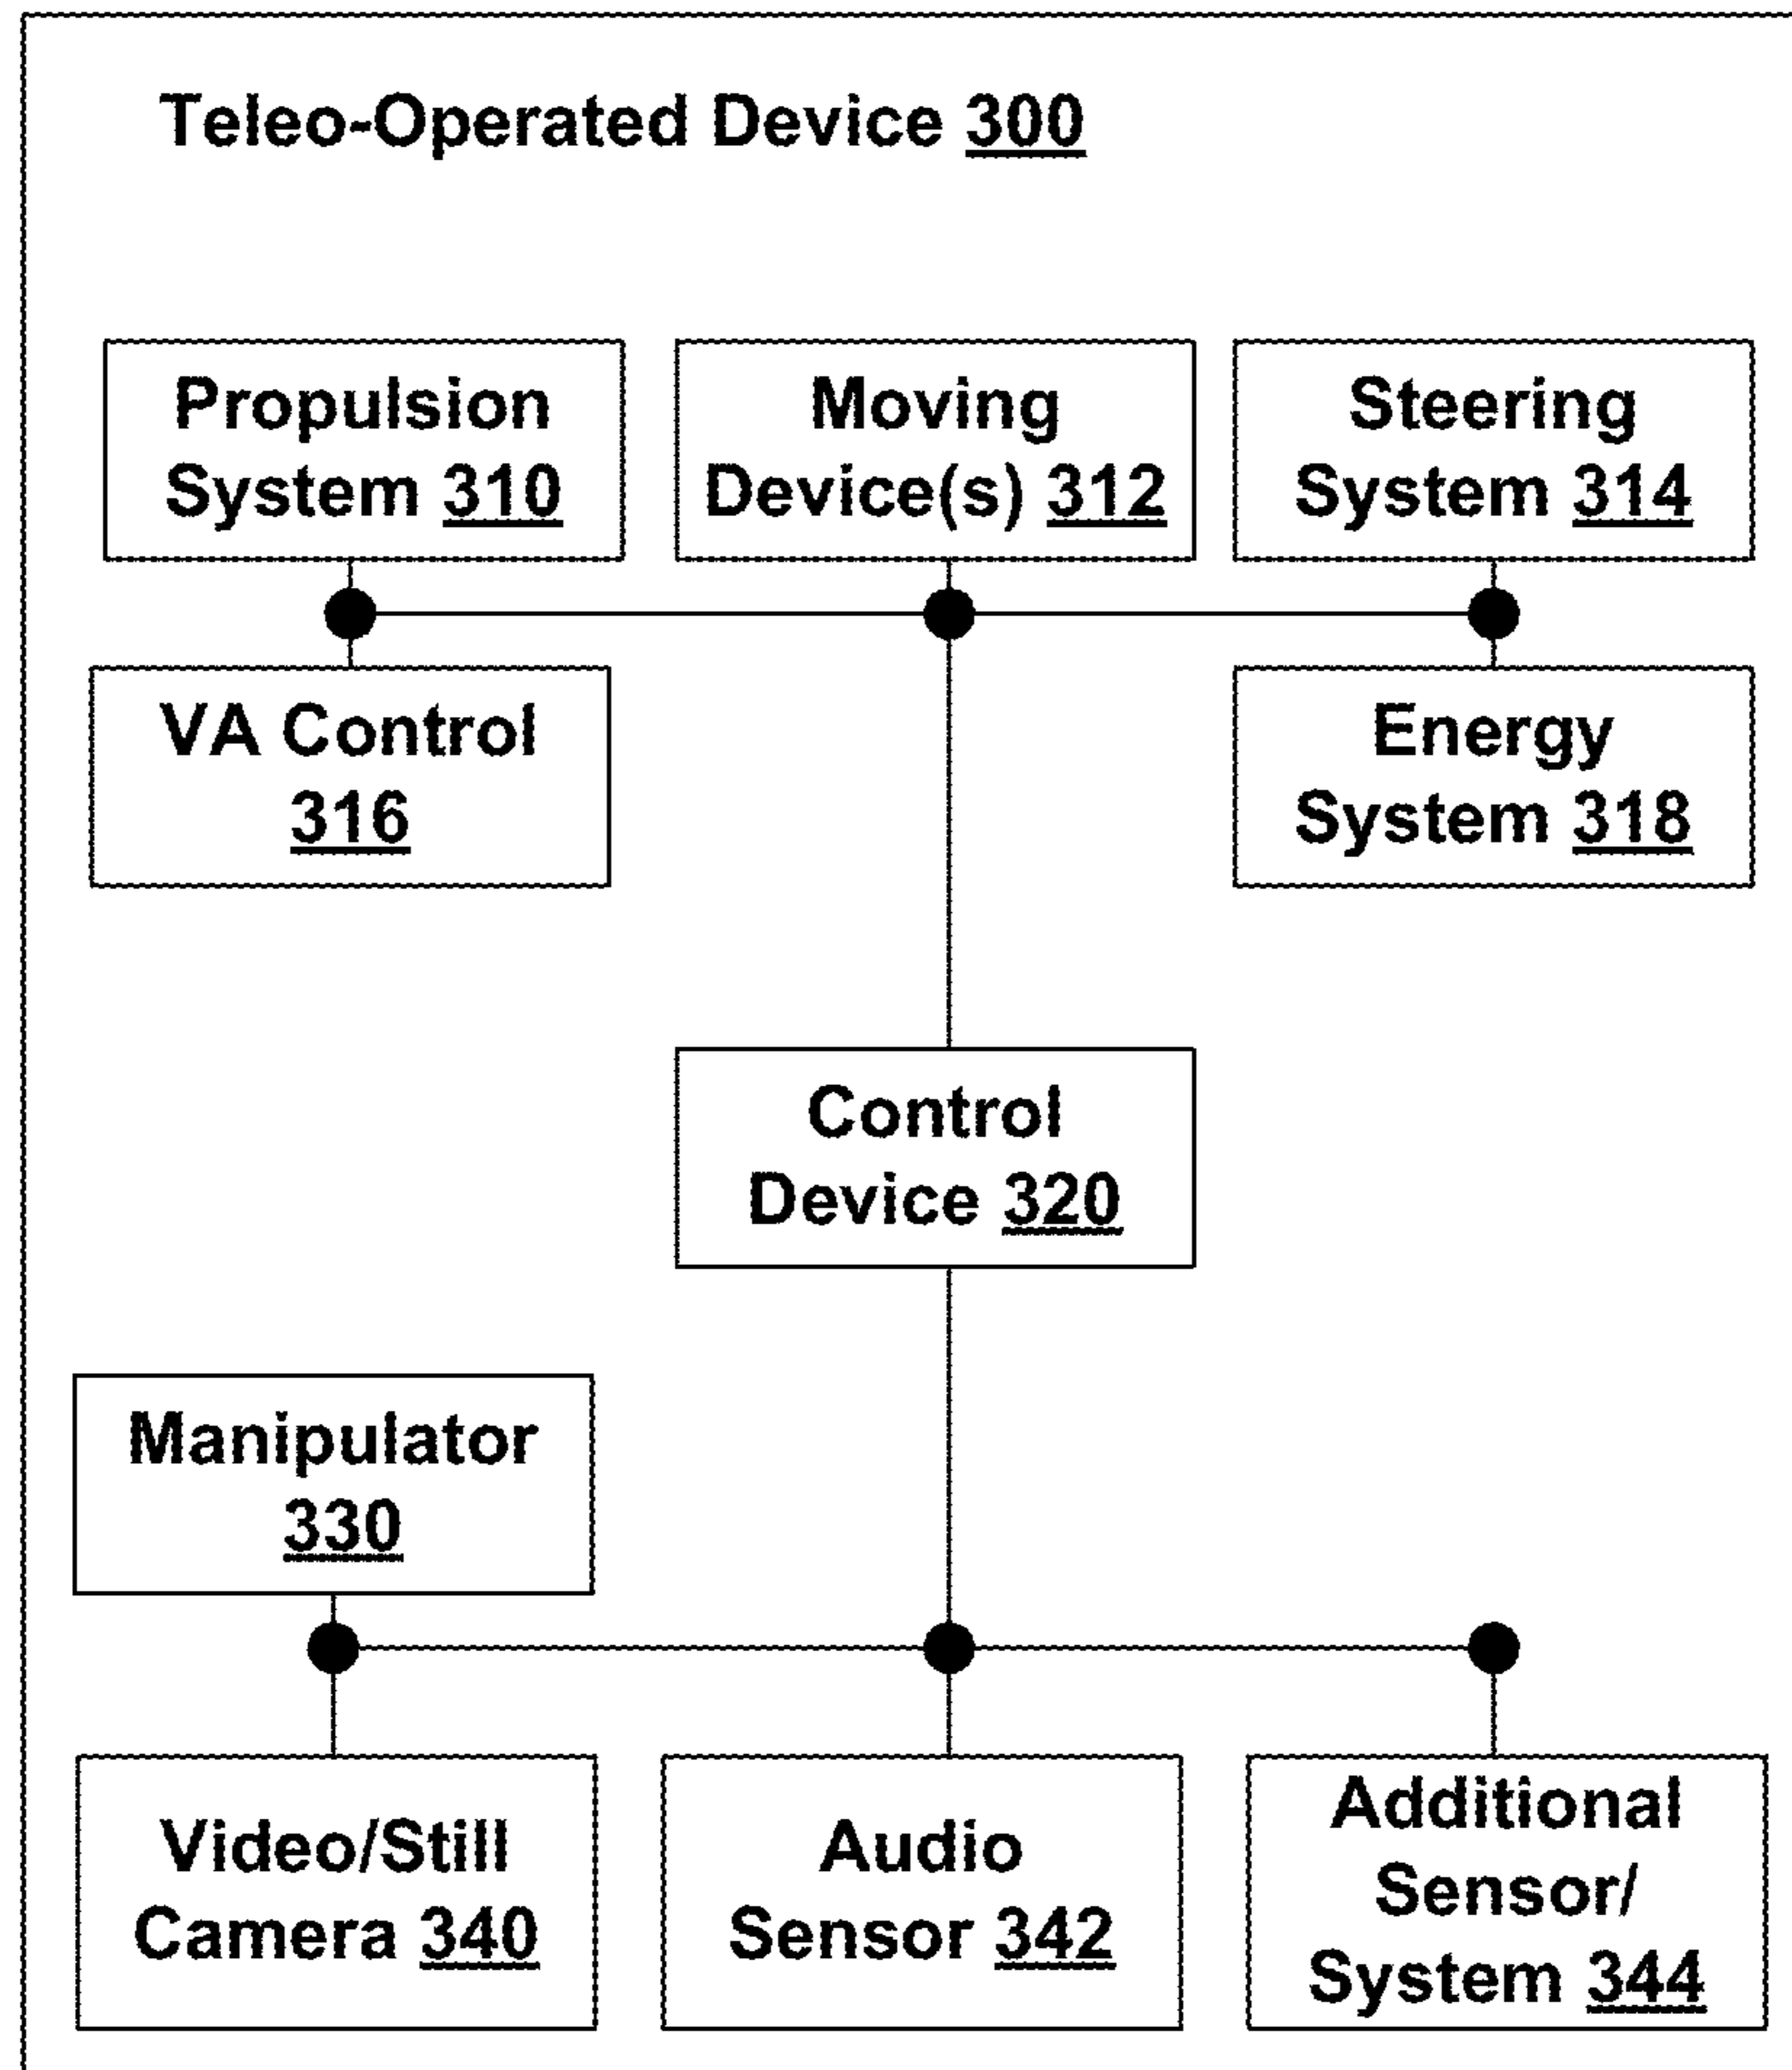 Teleo-Operated Device 300
Propulsion
System 310
Moving
Device(s) 312
Steering
System 314
VA Control
316
Energy
System 318
Control
Device 320
Manipulator
330
Video/Still
Camera 340
Audio
Sensor 342
Additional
Sensor/
System 344